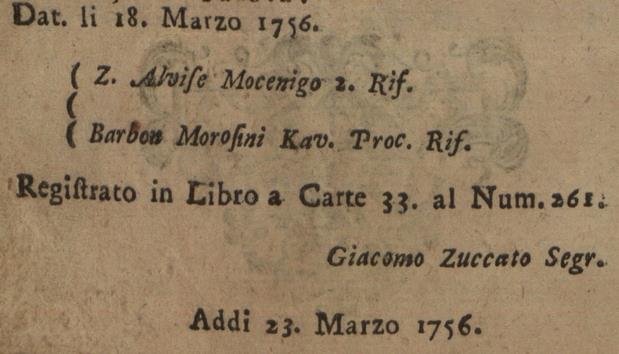 Dat. li 18. Marzo 1756.
( Z. Alviſe Mocenigo 2. Rif.
(
( Barbon Moroſini Kav. Proc. Rif.
Regiſtrato in Libro a Carte 33. al Num. 261.
Giacomo Zuccato Segr.
Addi 23. Marzo 1756.